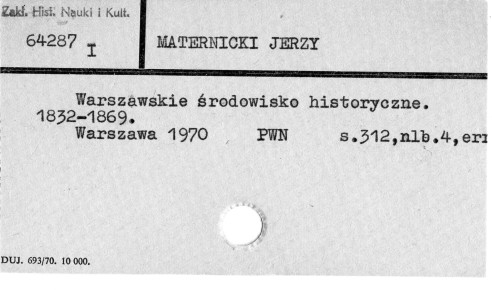 Zakł. Hist. Nauki i Kult.
64287 I
MATERNICKI JERZY
Warszawskie środowisko historyczne.
1832-1869.
Warszawa 1970 PWN s.312,nlb.4,err
DUJ. 693/70. 10 000.